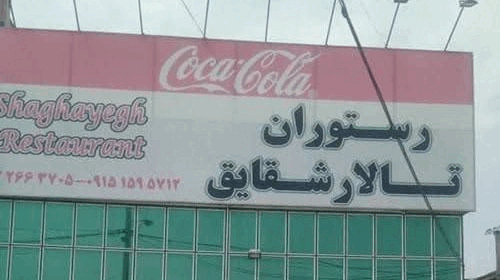 Coca-Cola
رستوران
تالار شقایق
Shaghayegh
Restaurant
۲۶۶ ۳۷۰۵-۰۹۱۵ ۱۵۹ ۵۷۱۲